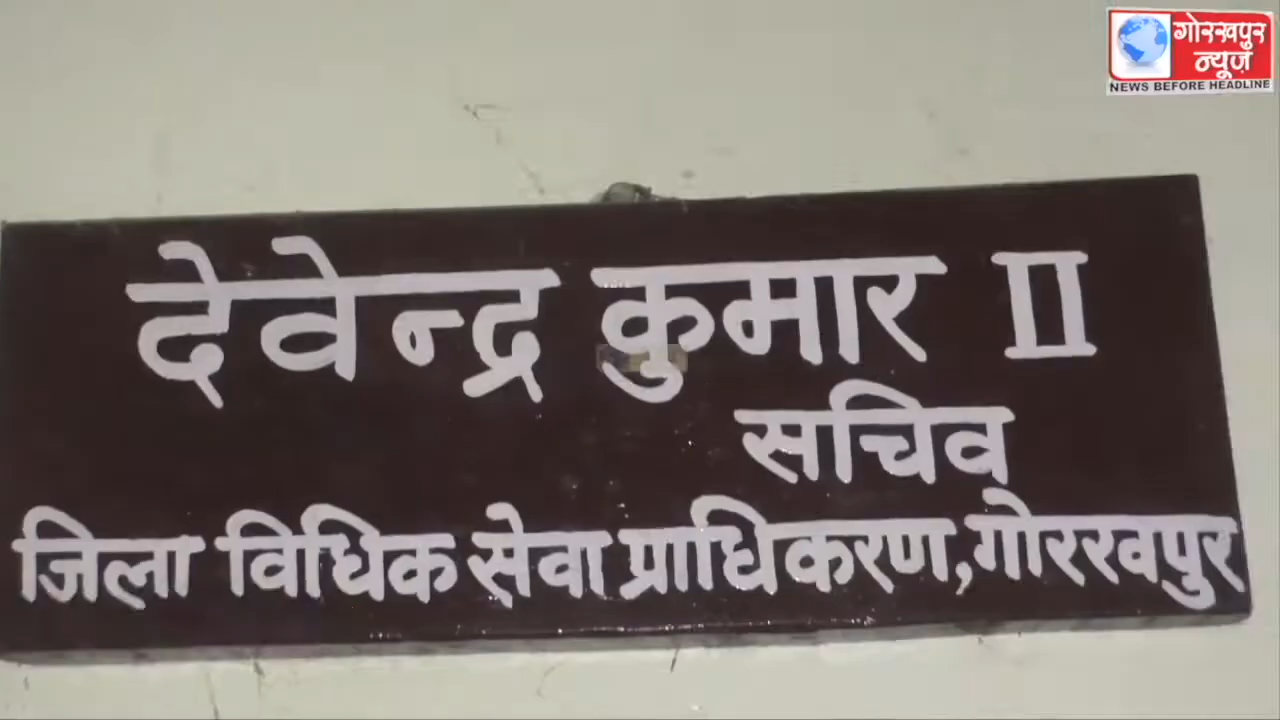 गोरखपुर
न्यूज़
NEWS BEFORE HEADLINE
देवेन्द्र कुमार II
सचिव
जिला विधिक सेवा प्राधिकरण,गोरखपुर